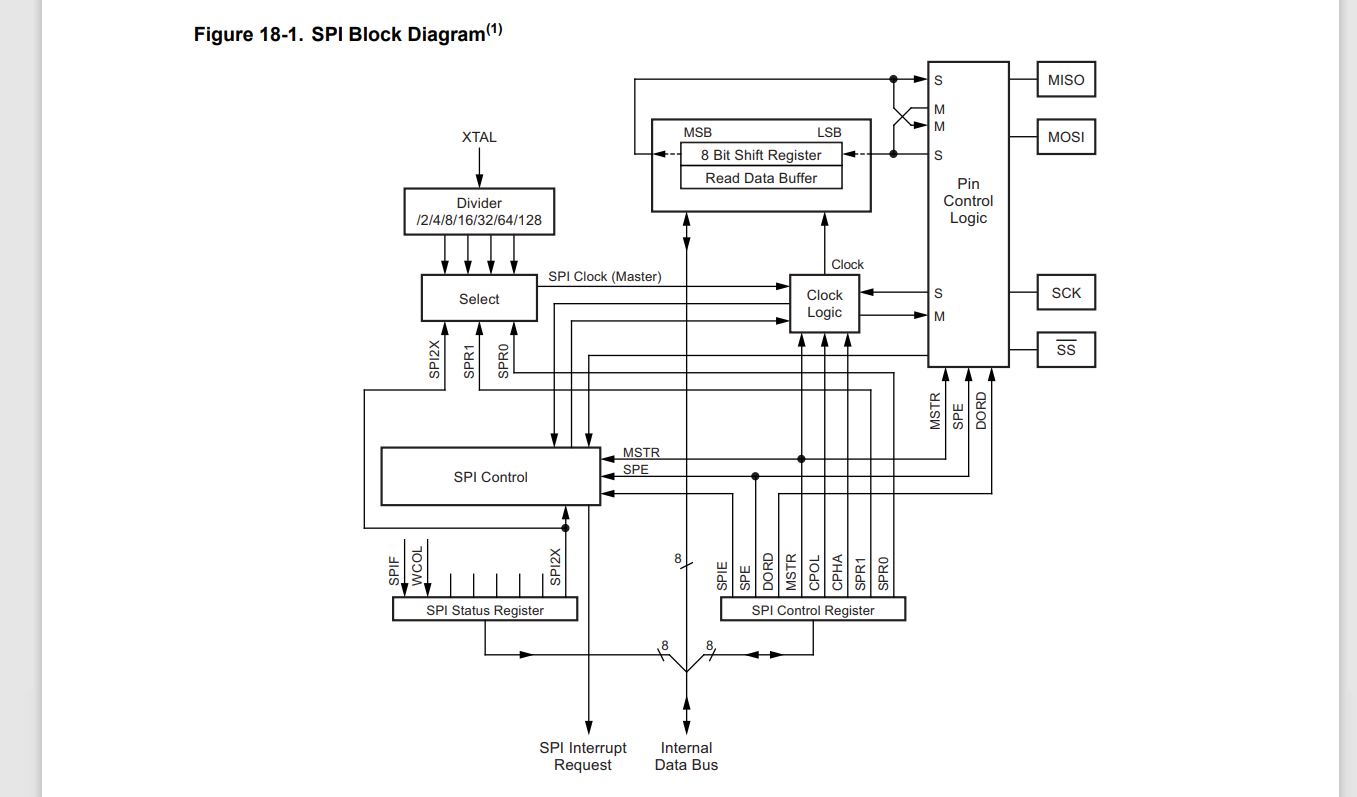 Figure 18-1. SPI Block Diagram(1)
S
MISO
M
M
MOSI
S
MSB LSB
8 Bit Shift Register
Read Data Buffer
XTAL
Divider
/2/4/8/16/32/64/128
Pin
Control
Logic
SPI Clock (Master)
Clock
Select
Clock
Logic
S
M
SCK
SS
SPI2X
SPR1
SPR0
MSTR
SPE
DORD
MSTR
SPE
SPI Control
SPIF
WCOL
SPI2X
8
SPIE
SPE
DORD
MSTR
CPOL
CPHA
SPR1
SPR0
SPI Status Register
SPI Control Register
8
8
SPI Interrupt
Request
Internal
Data Bus